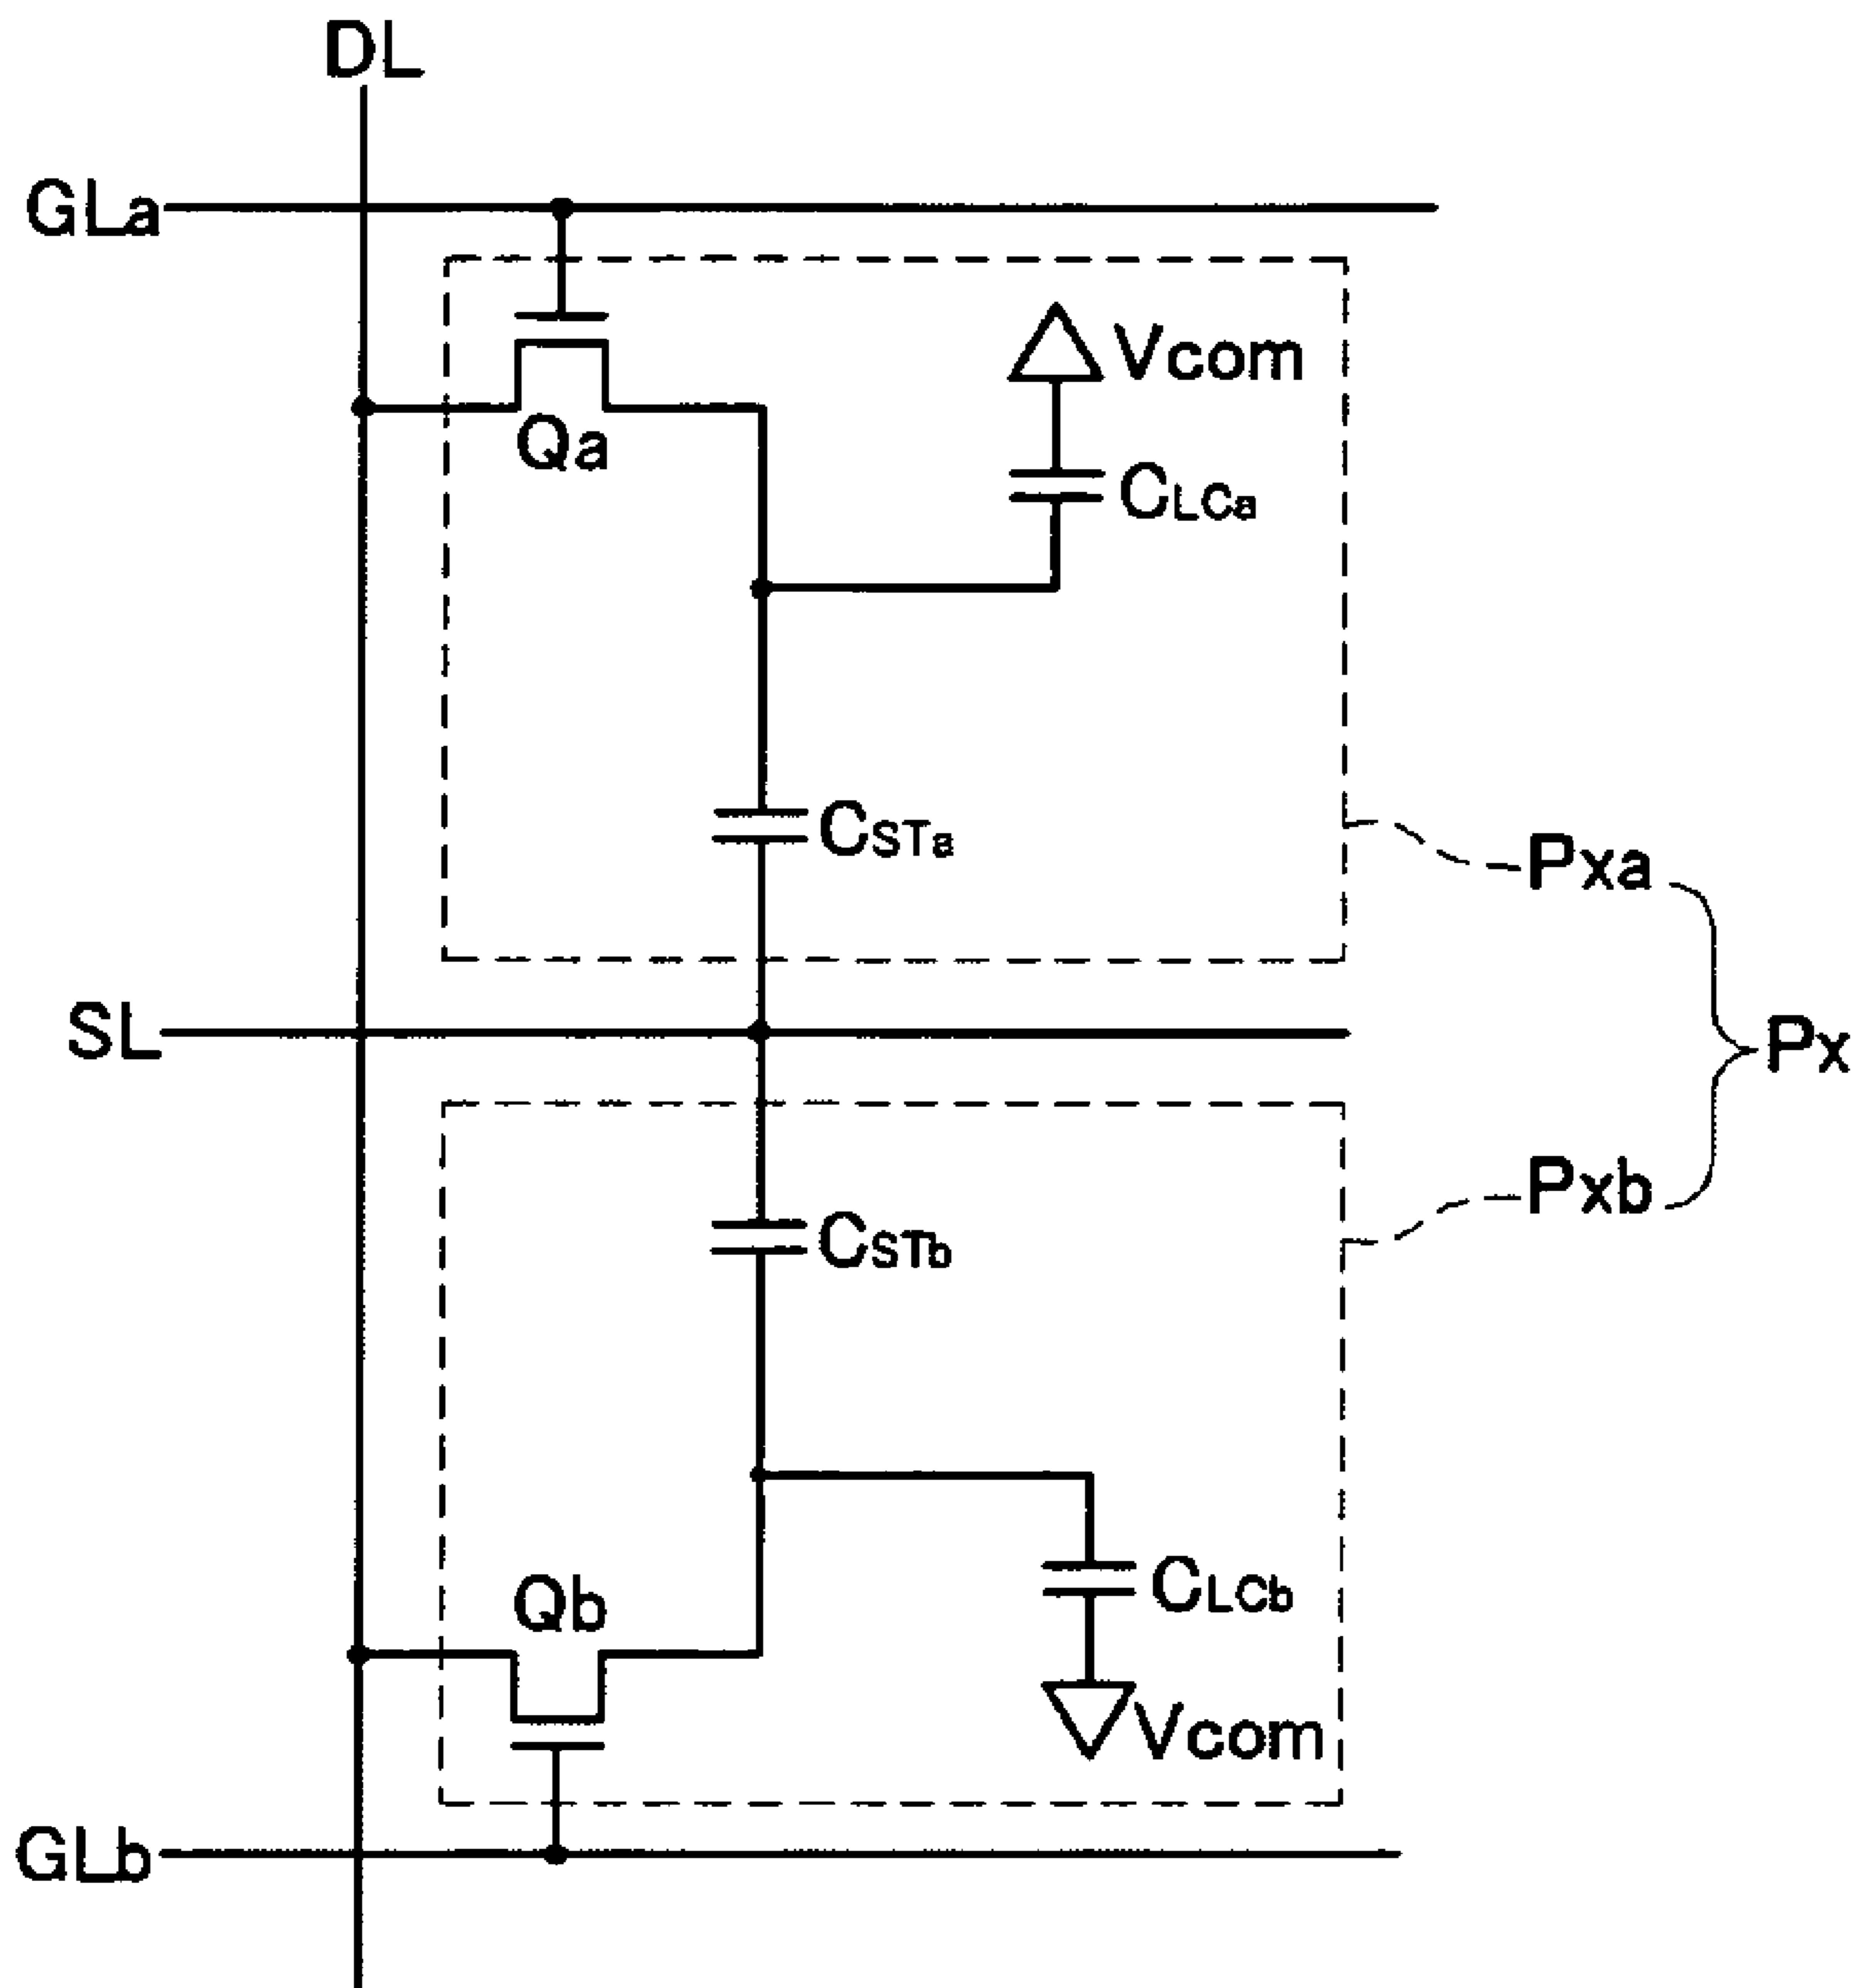 DL
GLa
Vcom
Qa
CLCa
CSTa
Pxa
SL
Px
Pxb
CSTb
CLCb
Qb
Vcom
GLb